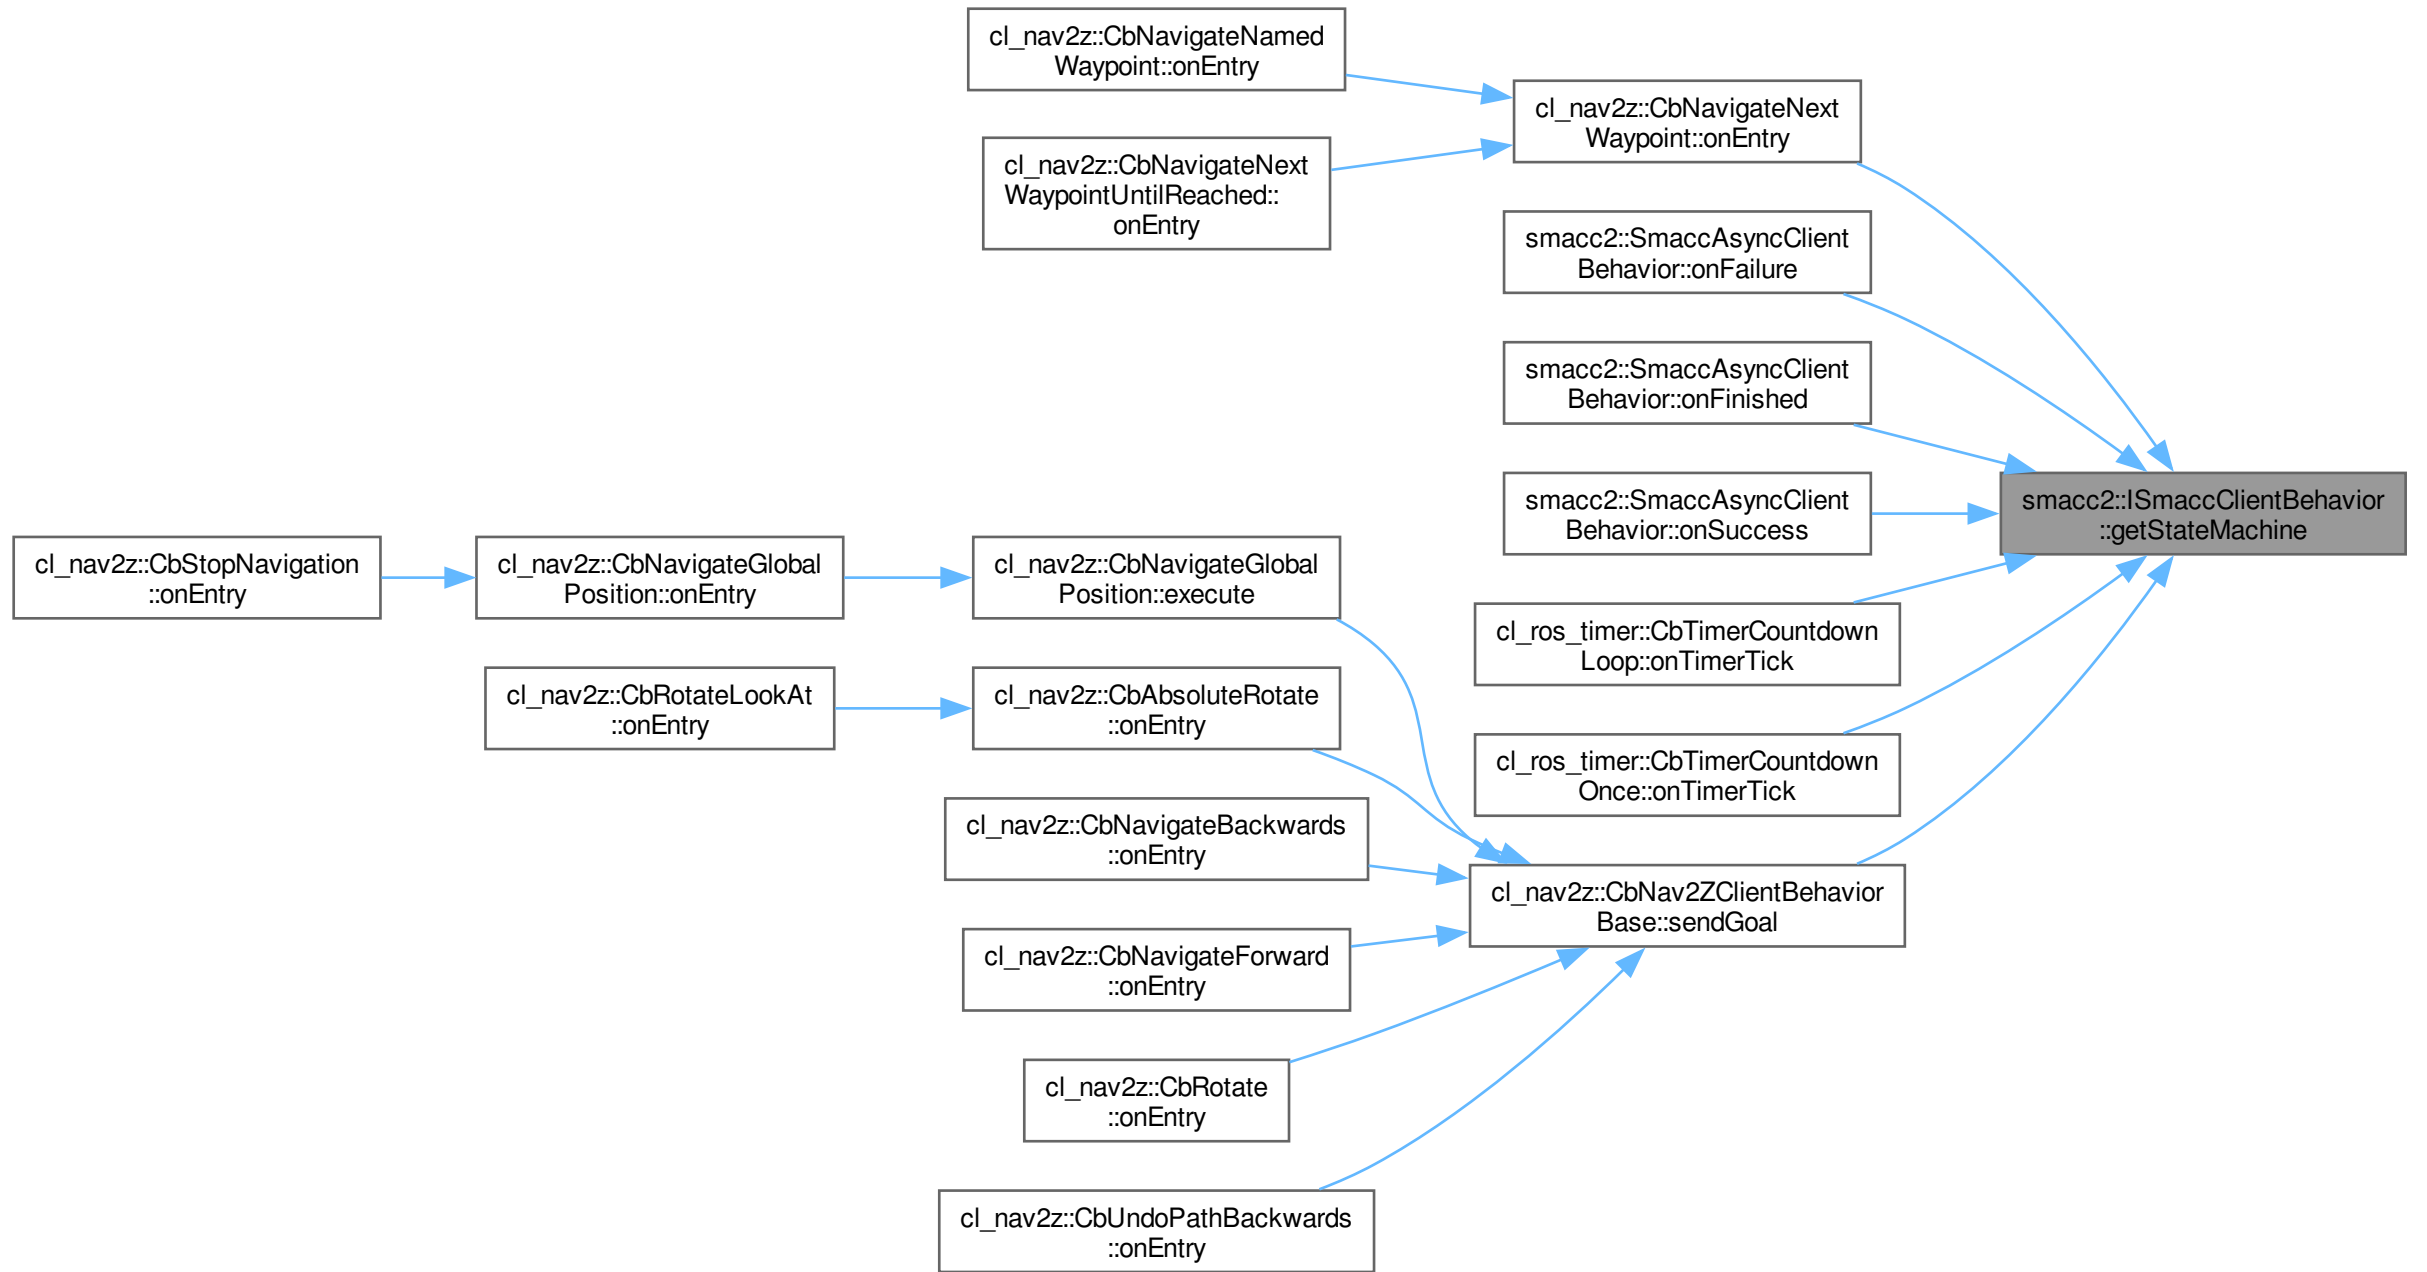 cl_nav2z::CbNavigateNamed
Waypoint::onEntry
cl_nav2z::CbNavigateNext
Waypoint::onEntry
cl_nav2z::CbNavigateNext
WaypointUntilReached::
onEntry
smacc2::SmaccAsyncClient
Behavior::onFailure
smacc2::SmaccAsyncClient
Behavior::onFinished
smacc2::SmaccAsyncClient
Behavior::onSuccess
smacc2::ISmaccClientBehavior
::getStateMachine
cl_nav2z::CbStopNavigation
::onEntry
cl_nav2z::CbNavigateGlobal
Position::onEntry
cl_nav2z::CbNavigateGlobal
Position::execute
cl_ros_timer::CbTimerCountdown
Loop::onTimerTick
cl_nav2z::CbRotateLookAt
::onEntry
cl_nav2z::CbAbsoluteRotate
::onEntry
cl_ros_timer::CbTimerCountdown
Once::onTimerTick
cl_nav2z::CbNavigateBackwards
::onEntry
cl_nav2z::CbNav2ZClientBehavior
Base::sendGoal
cl_nav2z::CbNavigateForward
::onEntry
cl_nav2z::CbRotate
::onEntry
cl_nav2z::CbUndoPathBackwards
::onEntry